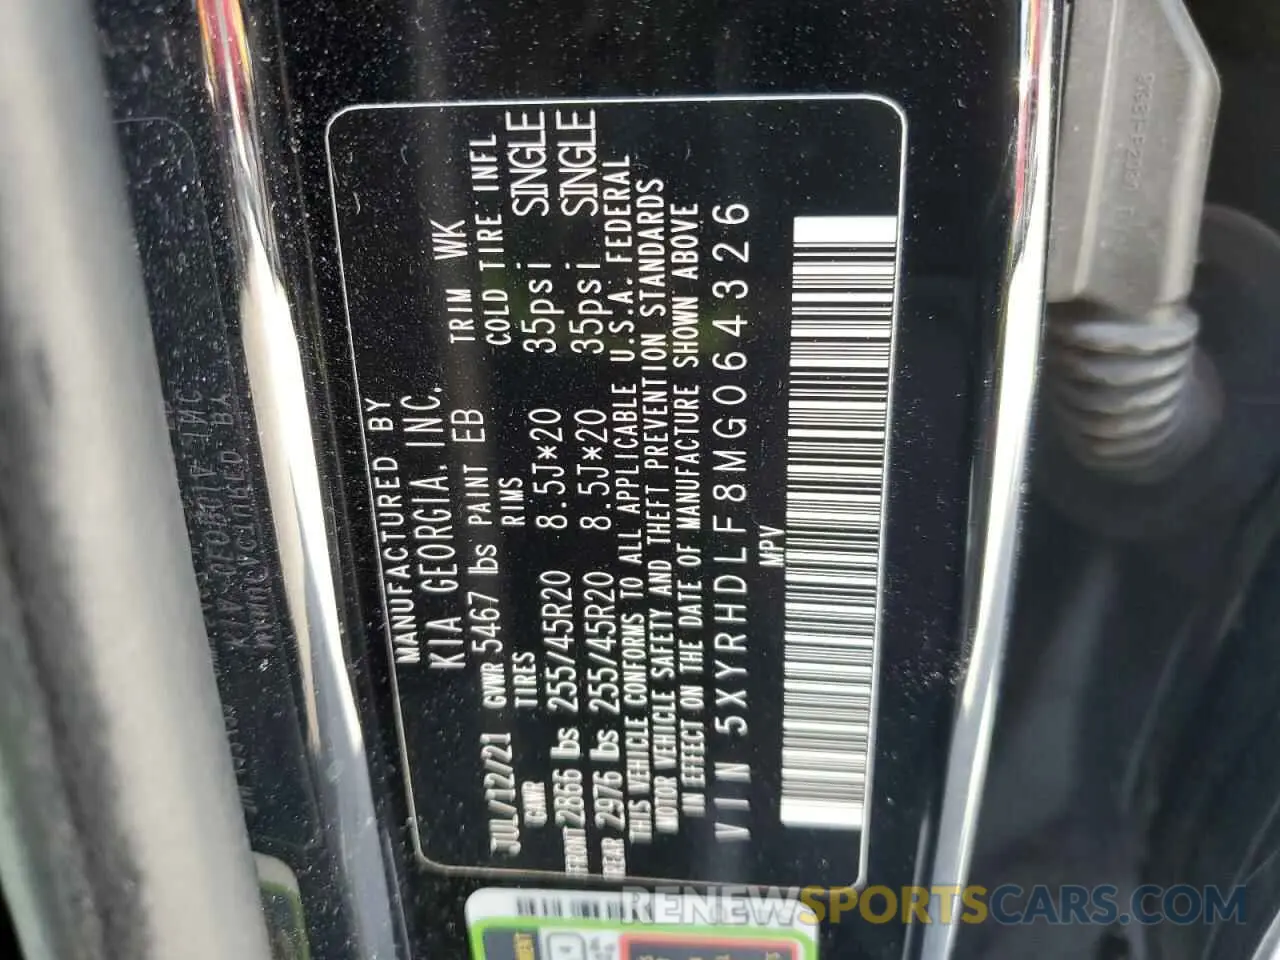 MANUFACTURED BY
KIA GEORGIA, INC.
JUL/12/21 GVWR 5467 lbs PAINT EB TRIM WK
GAWR TIRES RIMS COLD TIRE INFL
FRONT 2866 lbs 255/45R20 8.5J*20 35psi SINGLE
REAR 2976 lbs 255/45R20 8.5J*20 35psi SINGLE
THIS VEHICLE CONFORMS TO ALL APPLICABLE U.S.A. FEDERAL
MOTOR VEHICLE SAFETY AND THEFT PREVENTION STANDARDS
IN EFFECT ON THE DATE OF MANUFACTURE SHOWN ABOVE
VIN 5XYRHDLF8MG064326
MPV
RENEWSPORTSCARS.COM